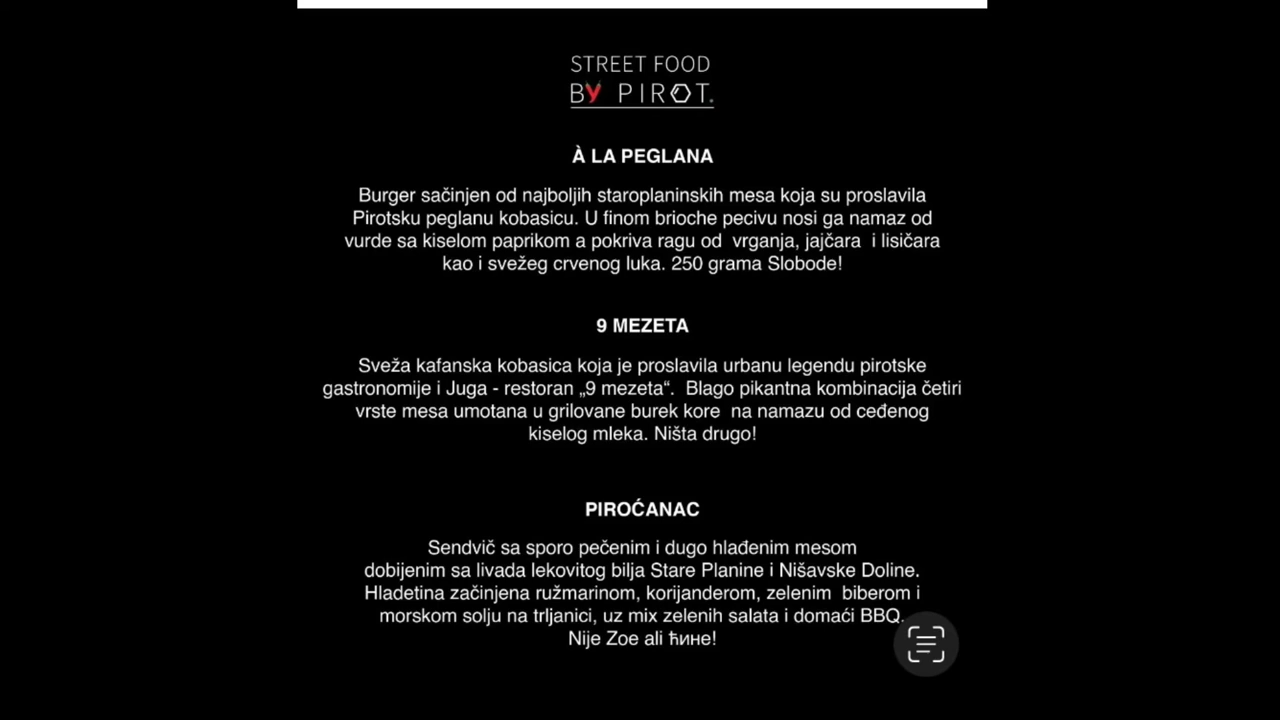 STREET FOOD
BY PIROT®
À LA PEGLANA
Burger sačinjen od najboljih staroplaninskih mesa koja su proslavila
Pirotsku peglanu kobasicu. U finom brioche pecivu nosi ga namaz od
vurde sa kiselom paprikom a pokriva ragu od vrganja, jajčara i lisičara
kao i svežeg crvenog luka. 250 grama Slobode!
9 MEZETA
Sveža kafanska kobasica koja je proslavila urbanu legendu pirotske
gastronomije i Juga - restoran „9 mezeta“. Blago pikantna kombinacija četiri
vrste mesa umotana u grilovane burek kore na namazu od ceđenog
kiselog mleka. Ništa drugo!
PIROĆANAC
Sendvič sa sporo pečenim i dugo hlađenim mesom
dobijenim sa livada lekovitog bilja Stare Planine i Nišavske Doline.
Hladetina začinjena ružmarinom, korijanderom, zelenim biberom i
morskom solju na trljanici, uz mix zelenih salata i domaći BBQ.
Nije Zoe ali ћине!